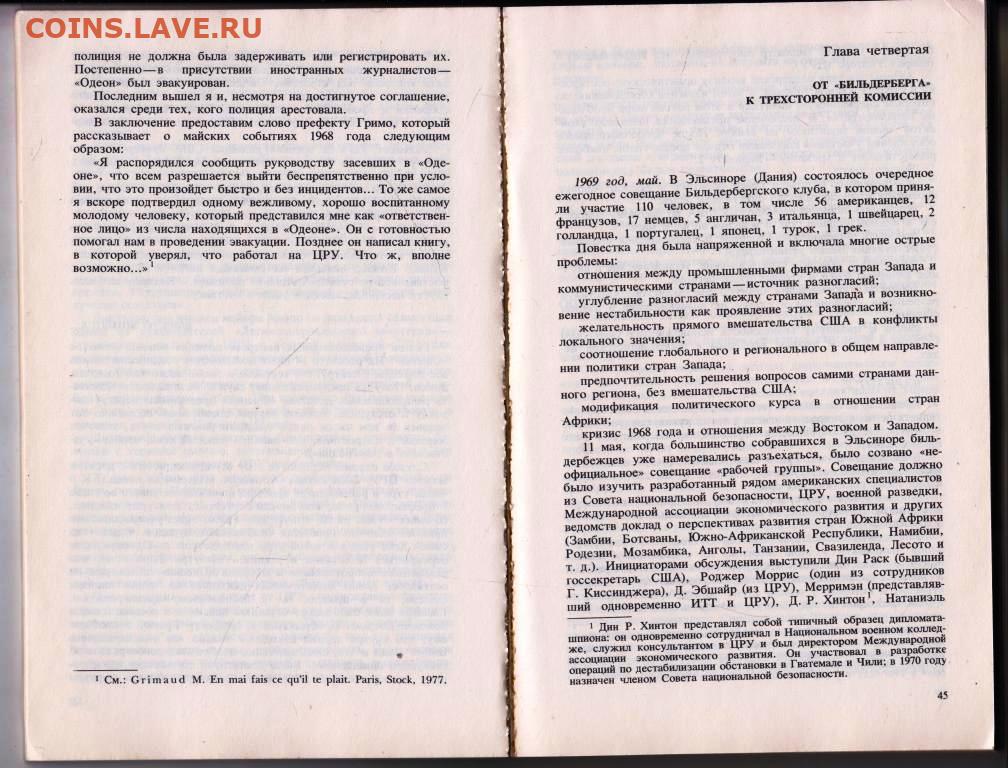 COINS.LAVE.RU
полиция не должна была задерживать или регистрировать их.
Постепенно — в присутствии иностранных журналистов —
«Одеон» был эвакуирован.
Последним вышел я и, несмотря на достигнутое соглашение,
оказался среди тех, кого полиция арестовала.
В заключение предоставим слово префекту Гримо, который
рассказывает о майских событиях 1968 года следующим
образом:
«Я распорядился сообщить руководству засевших в «Оде-
оне», что всем разрешается выйти беспрепятственно при усло-
вии, что это произойдет быстро и без инцидентов... То же самое
я вскоре подтвердил одному вежливому, хорошо воспитанному
молодому человеку, который представился мне как «ответствен-
ное лицо» из числа находящихся в «Одеоне». Он с готовностью
помогал нам в проведении эвакуации. Позднее он написал книгу,
в которой уверял, что работал на ЦРУ. Что ж, вполне
возможно...» 1
1 См.: Grimaud M. En mai fais ce qu'il te plait. Paris, Stock, 1977.
Глава четвертая
ОТ «БИЛЬДЕРБЕРГА»
К ТРЕХСТОРОННЕЙ КОМИССИИ
1969 год, май. В Эльсиноре (Дания) состоялось очередное
ежегодное совещание Бильдербергского клуба, в котором приня-
ли участие 110 человек, в том числе 56 американцев, 12
французов, 17 немцев, 5 англичан, 3 итальянца, 1 швейцарец, 2
голландца, 1 португалец, 1 японец, 1 турок, 1 грек.
Повестка дня была напряженной и включала многие острые
проблемы:
отношения между промышленными фирмами стран Запада и
коммунистическими странами — источник разногласий;
углубление разногласий между странами Запада и возникно-
вение нестабильности как проявление этих разногласий;
желательность прямого вмешательства США в конфликты
локального значения;
соотношение глобального и регионального в общем направле-
нии политики стран Запада;
предпочтительность решения вопросов самими странами дан-
ного региона, без вмешательства США;
модификация политического курса в отношении стран
Африки;
кризис 1968 года и отношения между Востоком и Западом.
11 мая, когда большинство собравшихся в Эльсиноре биль-
дербежцев уже намеревались разъехаться, было созвано «не-
официальное» совещание «рабочей группы». Совещание должно
было изучить разработанный рядом американских специалистов
из Совета национальной безопасности, ЦРУ, военной разведки,
Международной ассоциации экономического развития и других
ведомств доклад о перспективах развития стран Южной Африки
(Замбии, Ботсваны, Южно-Африканской Республики, Намибии,
Родезии, Мозамбика, Анголы, Танзании, Свазиленда, Лесото и
т. д.). Инициаторами обсуждения выступили Дин Раск (бывший
госсекретарь США), Роджер Моррис (один из сотрудников
Г. Киссинджера), Д. Эбшайр (из ЦРУ), Мерримэн (представляв-
ший одновременно ИТТ и ЦРУ), Д. Р. Хинтон 1, Натаниэль
1 Дин Р. Хинтон представлял собой типичный образец дипломата-
шпиона: он одновременно сотрудничал в Национальном военном коллед-
же, служил консультантом в ЦРУ и был директором Международной
ассоциации экономического развития. Он участвовал в разработке
операций по дестабилизации обстановки в Гватемале и Чили; в 1970 году
назначен членом Совета национальной безопасности.
45